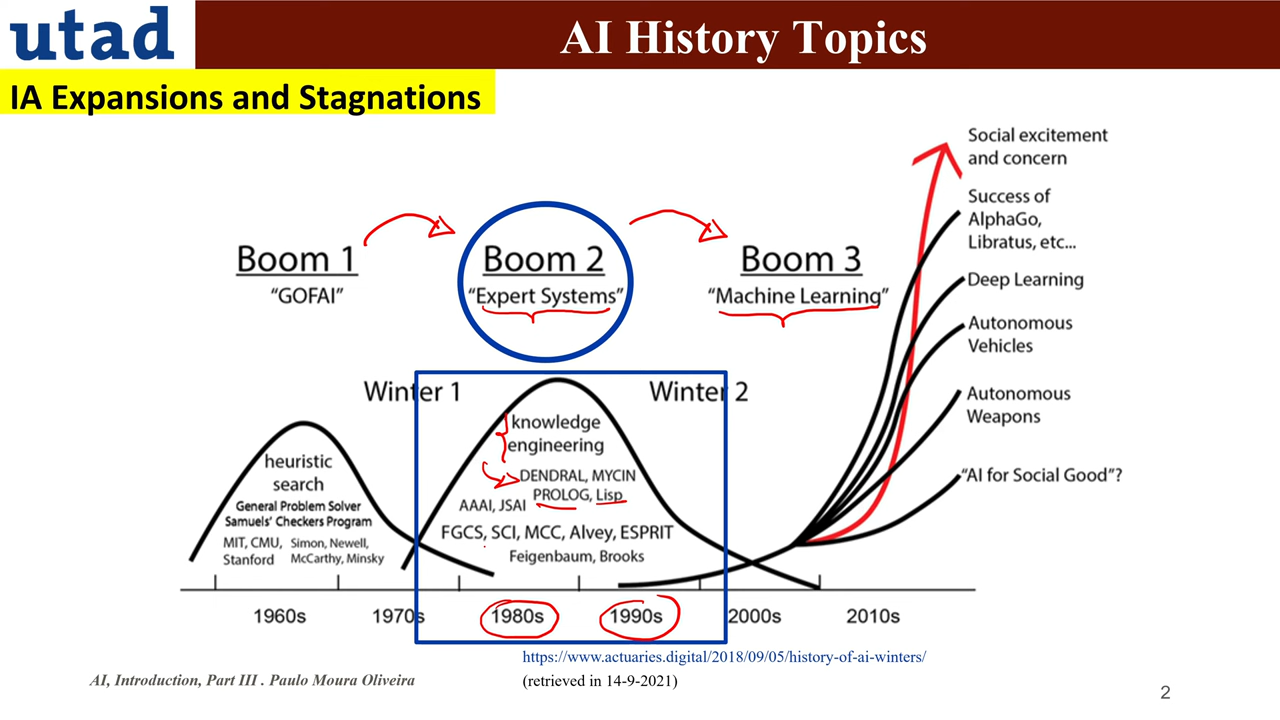 utad
AI History Topics
IA Expansions and Stagnations
Social excitement
and concern
Success of
AlphaGo,
Libratus, etc...
Deep Learning
Autonomous
Vehicles
Autonomous
Weapons
“AI for Social Good”?
Boom 1
“GOFAI”
Boom 2
“Expert Systems”
Boom 3
“Machine Learning”
Winter 1
Winter 2
heuristic
search
General Problem Solver
Samuels’ Checkers Program
MIT, CMU,
Stanford
Simon, Newell,
McCarthy, Minsky
knowledge
engineering
DENDRAL, MYCIN
PROLOG, Lisp
AAAI, JSAI
FGCS, SCI, MCC, Alvey, ESPRIT
Feigenbaum, Brooks
1960s
1970s
1980s
1990s
2000s
2010s
https://www.actuaries.digital/2018/09/05/history-of-ai-winters/
(retrieved in 14-9-2021)
AI, Introduction, Part III . Paulo Moura Oliveira
2